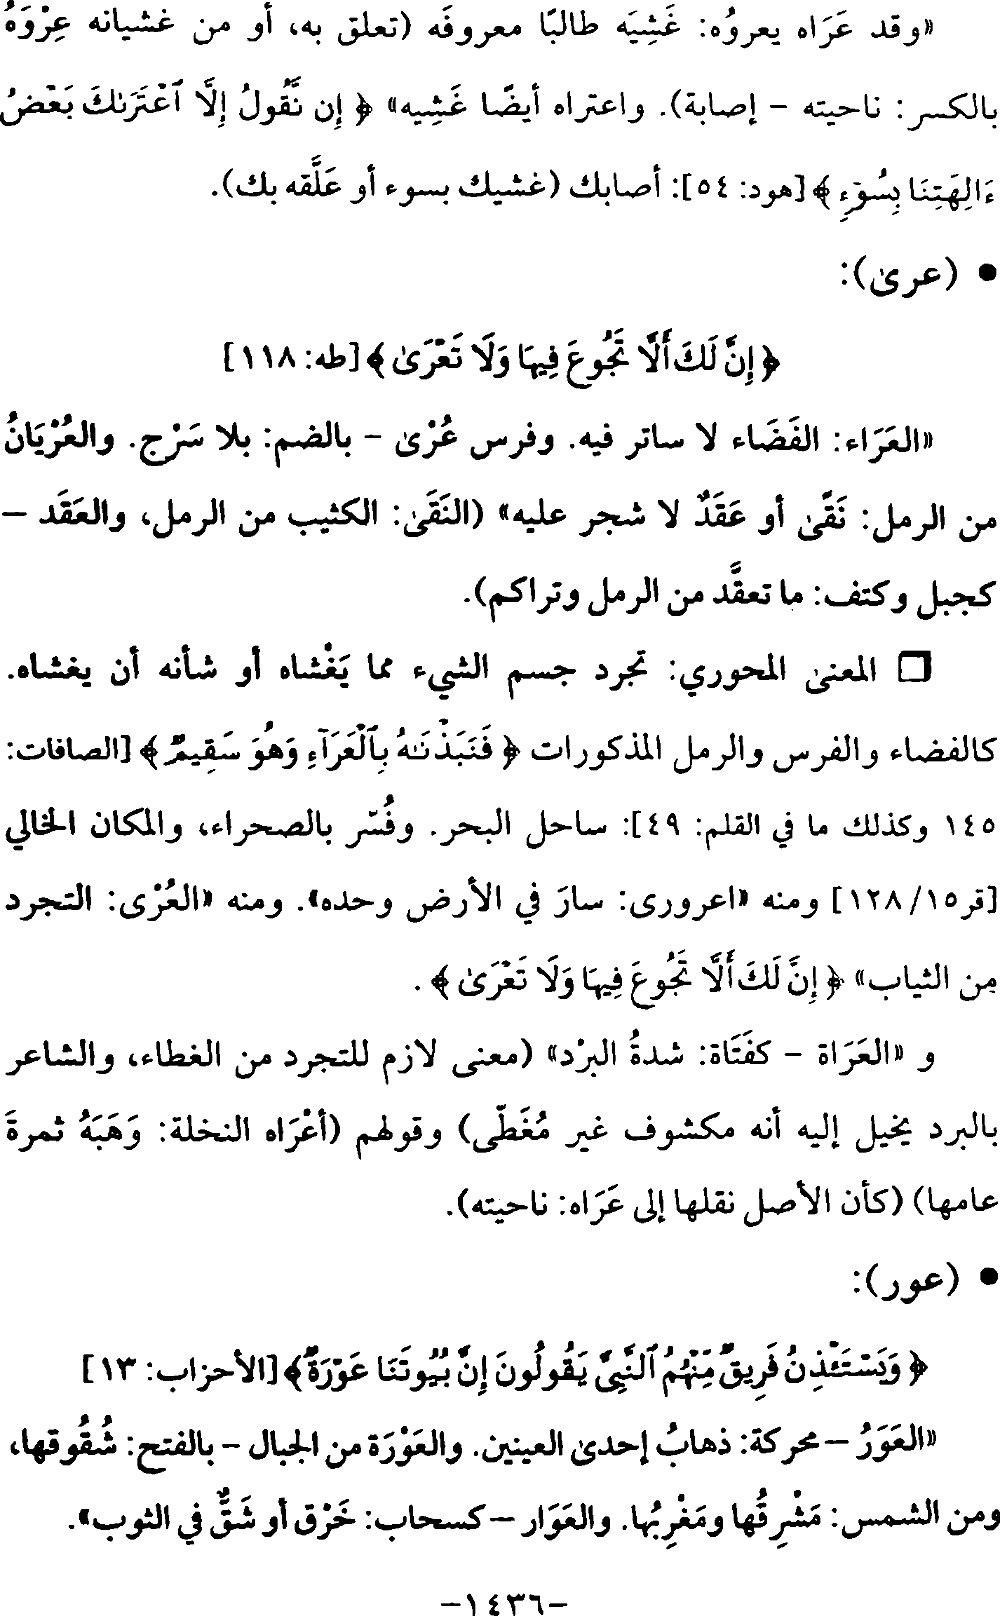 «وقد عَرَاه يعروُه: غَشِيَه طالبًا معروفَه (تعلق به، أو من غشيانه عِرْوَهُ
بالكسر: ناحيته – إصابة). واعتراه أيضًا غَشِيه» ﴿ إِن نَّقُولُ إِلَّا ٱعْتَرَىٰكَ بَعْضُ
ءَالِهَتِنَا بِسُوٓءٍ ﴾ [هود: ٥٤]: أصابك (غشيك بسوء أو عَلَّقه بك).
• (عرى):
﴿ إِنَّ لَكَ أَلَّا تَجُوعَ فِيهَا وَلَا تَعْرَىٰ ﴾ [طه: ١١٨]
«العَرَاء: الفَضَاء لا ساتر فيه. وفرس عُرْىٌ – بالضم: بلا سَرْج. والعُرْيَانُ
من الرمل: نَقًى أو عَقَدٌ لا شجر عليه» (النَقَى: الكثيب من الرمل، والعَقَد –
كجبل وكتف: ما تعقَّد من الرمل وتراكم).
❒ المعنى المحوري: تجرد جسم الشيء مما يَغْشاه أو شأنه أن يغشاه.
كالفضاء والفرس والرمل المذكورات ﴿ فَنَبَذْنَـٰهُ بِٱلْعَرَآءِ وَهُوَ سَقِيمٌ ﴾ [الصافات:
١٤٥ وكذلك ما في القلم: ٤٩]: ساحل البحر. وفُسّر بالصحراء، والمكان الخالي
[قر١٥/ ١٢٨] ومنه «اعرورى: سارَ في الأرض وحده». ومنه «العُرْى: التجرد
من الثياب» ﴿ إِنَّ لَكَ أَلَّا تَجُوعَ فِيهَا وَلَا تَعْرَىٰ ﴾ .
و «العَرَاة – كفَتَاة: شدةُ البرْد» (معنى لازم للتجرد من الغطاء، والشاعر
بالبرد يخيل إليه أنه مكشوف غير مُغَطّى) وقولهم (أعْرَاه النخلة: وَهَبَهُ ثمرةَ
عامها) (كأن الأصل نقلها إلى عَرَاه: ناحيته).
• (عور):
﴿ وَيَسْتَـْٔذِنُ فَرِيقٌ مِّنْهُمُ ٱلنَّبِىَّ يَقُولُونَ إِنَّ بُيُوتَنَا عَوْرَةٌ ﴾ [الأحزاب: ١٣]
«العَوَرُ – محركة: ذهابُ إحدى العينين. والعَوْرَة من الجبال – بالفتح: شُقُوقها،
ومن الشمس: مَشْرِقُها ومَغْرِبُها. والعَوَار – كسحاب: خَرْق أو شَقٌّ في الثوب».
–١٤٣٦–